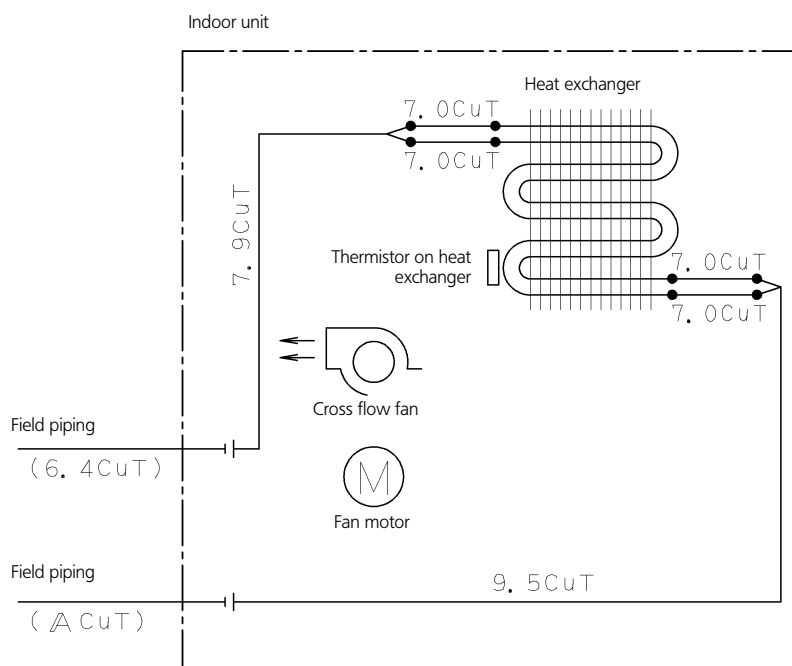 Indoor unit
Heat exchanger
7. 0CuT
7. 0CuT
7. 9CuT
Thermistor on heat
exchanger
7. 0CuT
7. 0CuT
Cross flow fan
Field piping
(6. 4CuT)
M
Fan motor
Field piping
(ACuT)
9. 5CuT